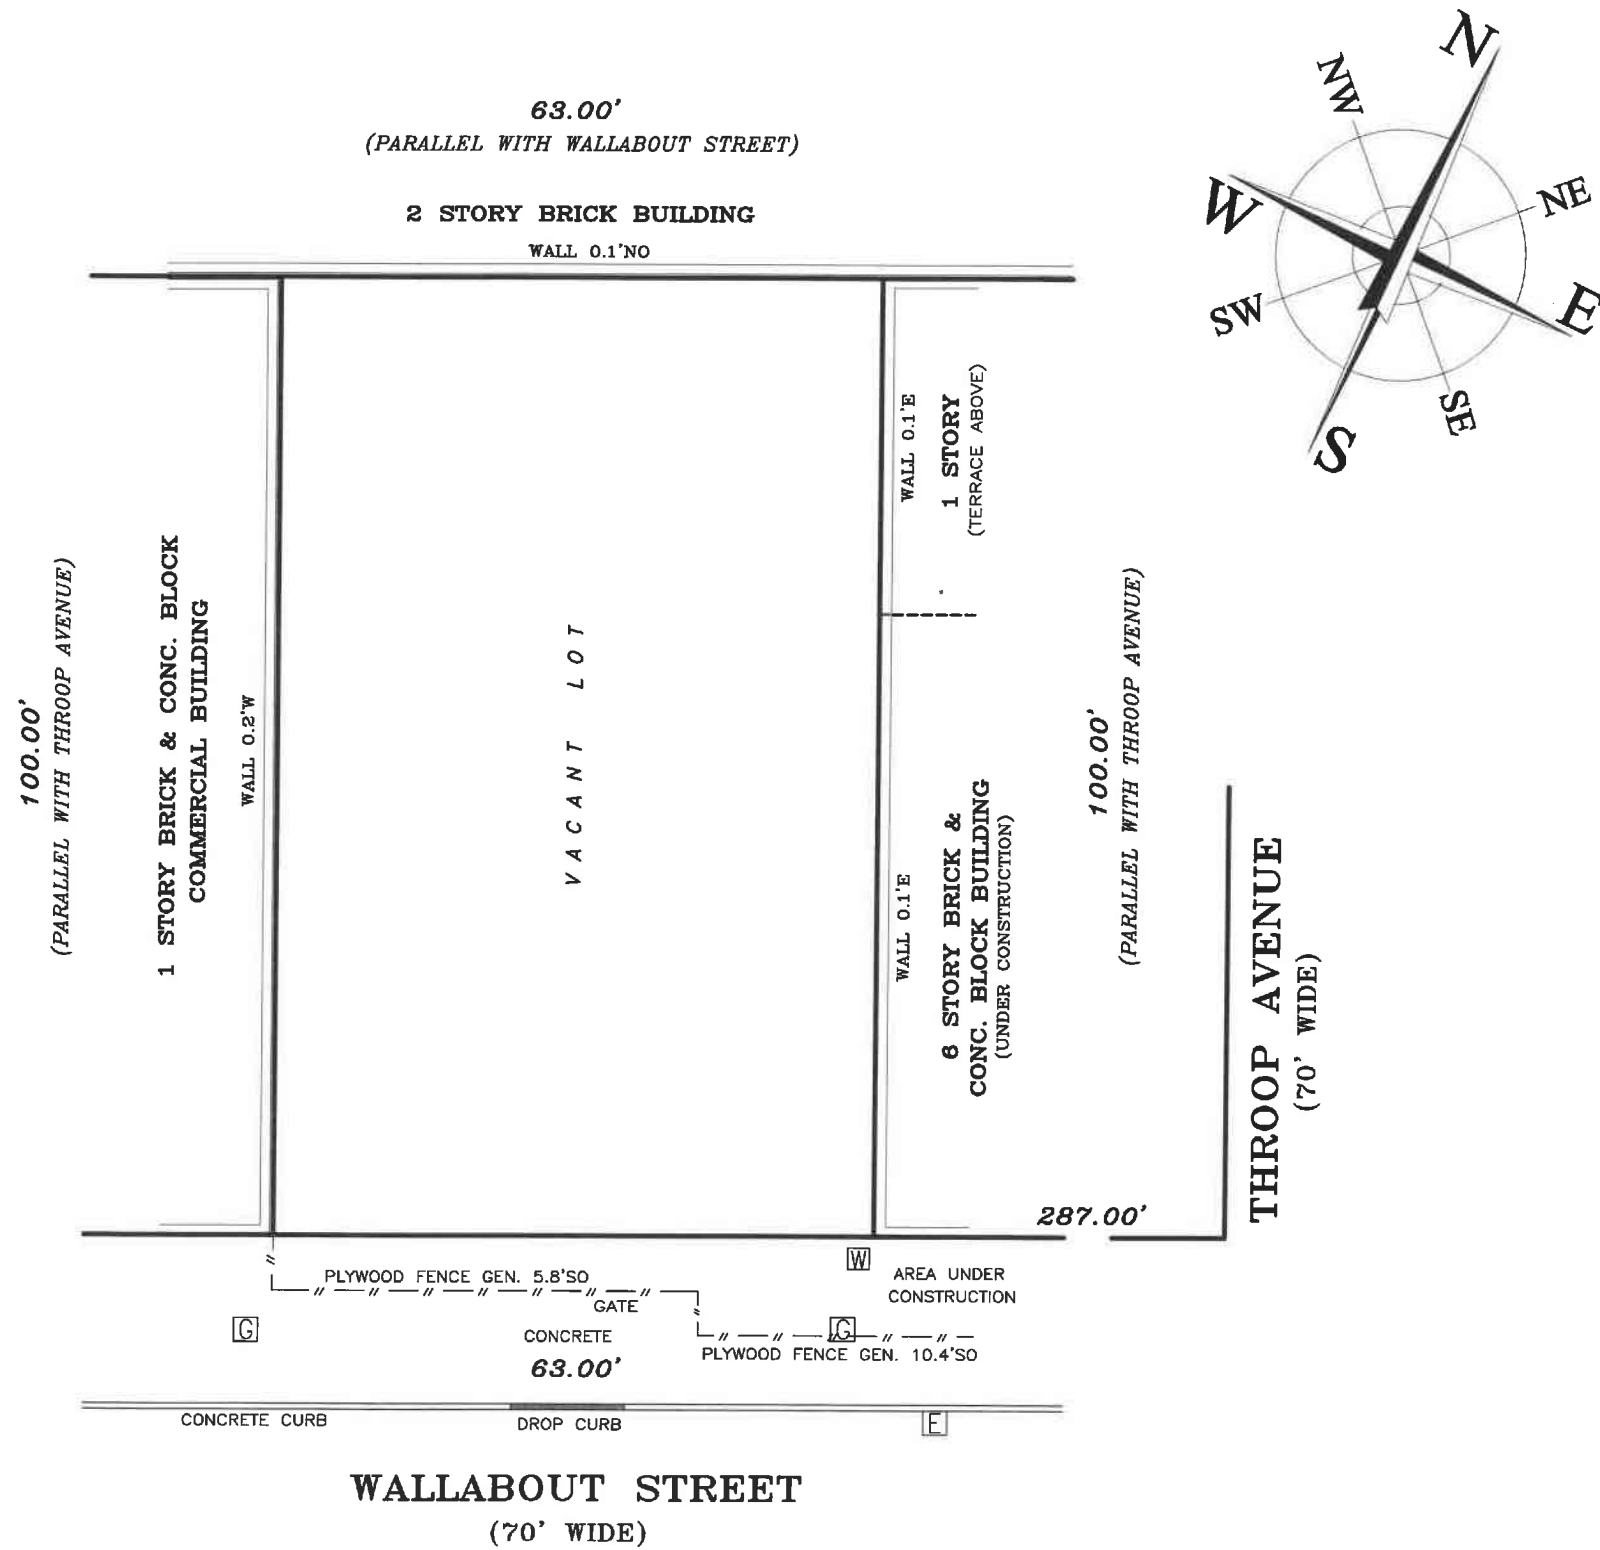 63.00'
(PARALLEL WITH WALLABOUT STREET)
2 STORY BRICK BUILDING
WALL 0.1'NO
N
NW
NE
W
E
SW
SE
S
100.00'
(PARALLEL WITH THROOP AVENUE)
1 STORY BRICK & CONC. BLOCK
COMMERCIAL BUILDING
WALL 0.2'W
VACANT LOT
WALL 0.1'E
1 STORY
(TERRACE ABOVE)
WALL 0.1'E
6 STORY BRICK &
CONC. BLOCK BUILDING
(UNDER CONSTRUCTION)
100.00'
(PARALLEL WITH THROOP AVENUE)
THROOP AVENUE
(70' WIDE)
287.00'
W
AREA UNDER
CONSTRUCTION
PLYWOOD FENCE GEN. 5.8'SO
GATE
G
CONCRETE
G
PLYWOOD FENCE GEN. 10.4'SO
63.00'
CONCRETE CURB
DROP CURB
E
WALLABOUT STREET
(70' WIDE)